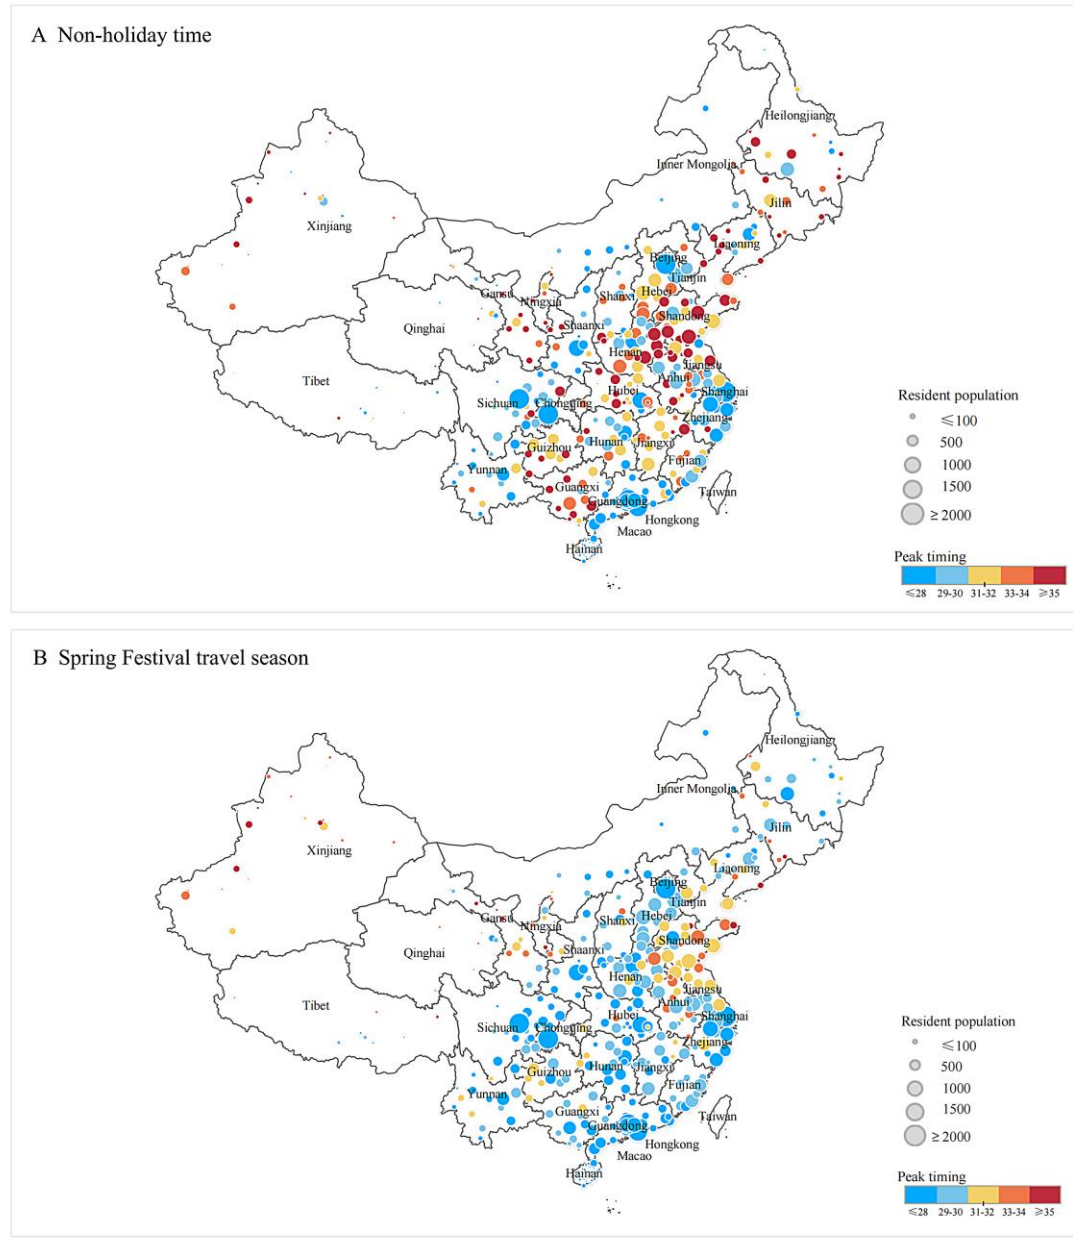 A Non-holiday time
Heilongjiang
Inner Mongolia
Jilin
Xinjiang
Liaoning
Beijing
Tianjin
Gansu
Ningxia
Shanxi
Hebei
Qinghai
Shaanxi
Shandong
Henan
Jiangsu
Tibet
Anhui
Hubei
Shanghai
Sichuan
Chongqing
Zhejiang
Guizhou
Hunan
Jiangxi
Yunnan
Fujian
Guangxi
Taiwan
Guangdong
Hongkong
Macao
Hainan
Resident population
≤100
500
1000
1500
≥2000
Peak timing
≤28 29-30 31-32 33-34 ≥35
B Spring Festival travel season
Heilongjiang
Inner Mongolia
Jilin
Xinjiang
Liaoning
Beijing
Tianjin
Gansu
Ningxia
Shanxi
Hebei
Qinghai
Shaanxi
Shandong
Henan
Jiangsu
Tibet
Anhui
Hubei
Shanghai
Sichuan
Chongqing
Zhejiang
Guizhou
Hunan
Jiangxi
Yunnan
Fujian
Guangxi
Taiwan
Guangdong
Hongkong
Macao
Hainan
Resident population
≤100
500
1000
1500
≥2000
Peak timing
≤28 29-30 31-32 33-34 ≥35